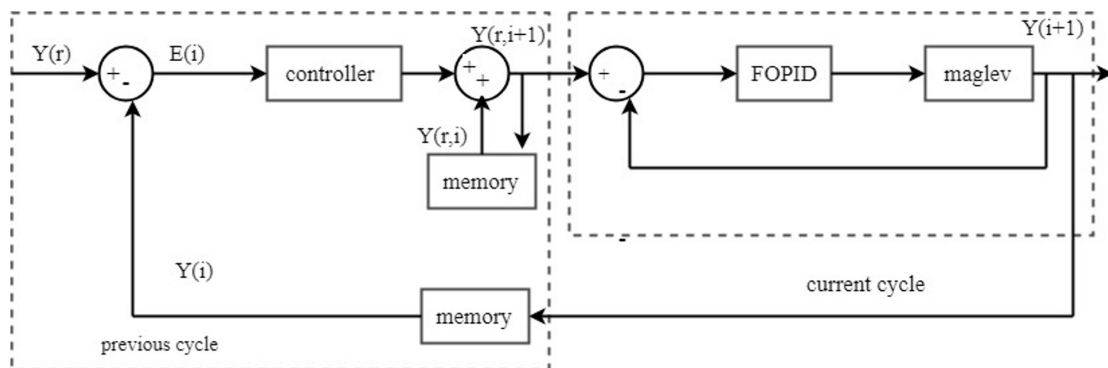 Y(r)
+
-
E(i)
controller
+
+
Y(r,i+1)
Y(r,i)
memory
+
-
FOPID
maglev
Y(i+1)
-
Y(i)
memory
current cycle
previous cycle